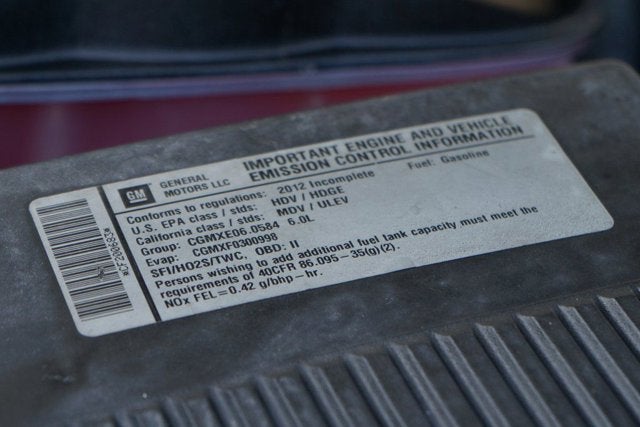 GM GENERAL MOTORS LLC
IMPORTANT ENGINE AND VEHICLE
EMISSION CONTROL INFORMATION
Conforms to regulations: 2012 Incomplete Fuel: Gasoline
U.S. EPA class / stds: HDV / HDGE
California class / stds: MDV / ULEV
Group: CGMXE06.0584 6.0L
Evap: CGMXF0300998
SFI/HO2S/TWC, OBD: II
Persons wishing to add additional fuel tank capacity must meet the
requirements of 40CFR 86.095-35(g)(2).
NOx FEL=0.42 g/bhp-hr.